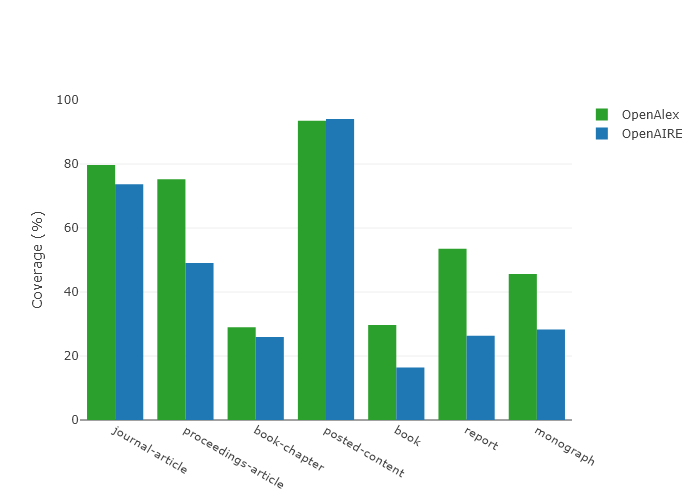 100
80
60
40
20
0
Coverage (%)
journal-article
proceedings-article
book-chapter
posted-content
book
report
monograph
OpenAlex
OpenAIRE